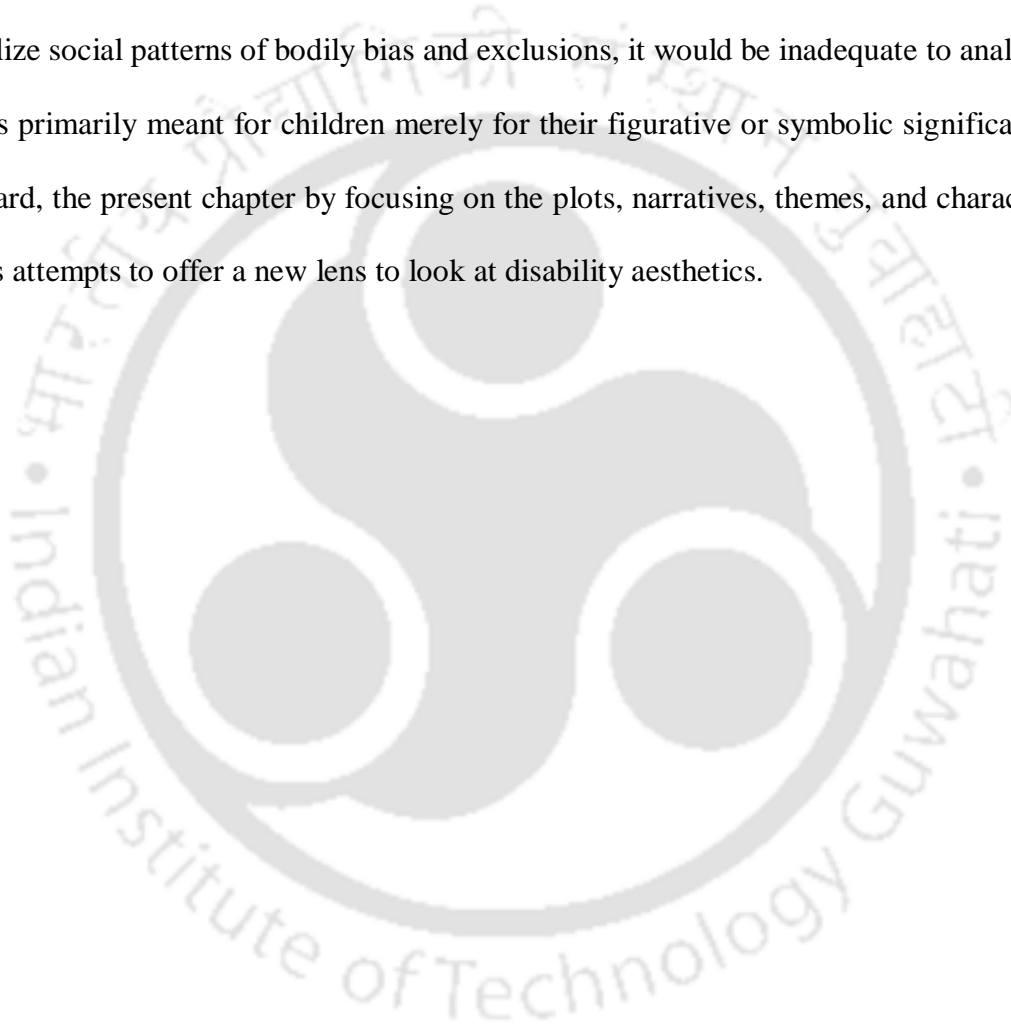 lize social patterns of bodily bias and exclusions, it would be inadequate to anal
s primarily meant for children merely for their figurative or symbolic significa
ard, the present chapter by focusing on the plots, narratives, themes, and charac
s attempts to offer a new lens to look at disability aesthetics.
भारतीय प्रौद्योगिकी संस्थान गुवाहाटी
Indian Institute of Technology Guwahati